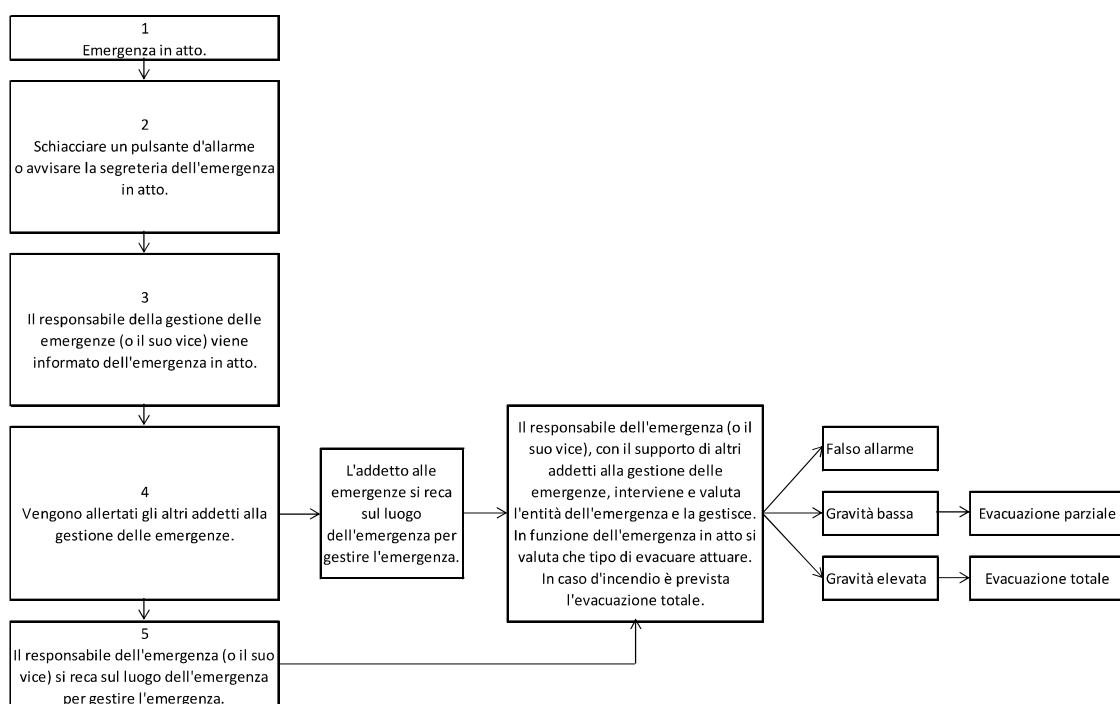 1
Emergenza in atto.
2
Schiacciare un pulsante d'allarme
o avvisare la segreteria dell'emergenza
in atto.
3
Il responsabile della gestione delle
emergenze (o il suo vice) viene
informato dell'emergenza in atto.
4
Vengono allertati gli altri addetti alla
gestione delle emergenze.
L'addetto alle
emergenze si reca
sul luogo
dell'emergenza per
gestire l'emergenza.
Il responsabile dell'emergenza (o il
suo vice), con il supporto di altri
addetti alla gestione delle
emergenze, interviene e valuta
l'entità dell'emergenza e la gestisce.
In funzione dell'emergenza in atto si
valuta che tipo di evacuare attuare.
In caso d'incendio è prevista
l'evacuazione totale.
Falso allarme
Gravità bassa
Evacuazione parziale
Gravità elevata
Evacuazione totale
5
Il responsabile dell'emergenza (o il suo
vice) si reca sul luogo dell'emergenza
per gestire l'emergenza.